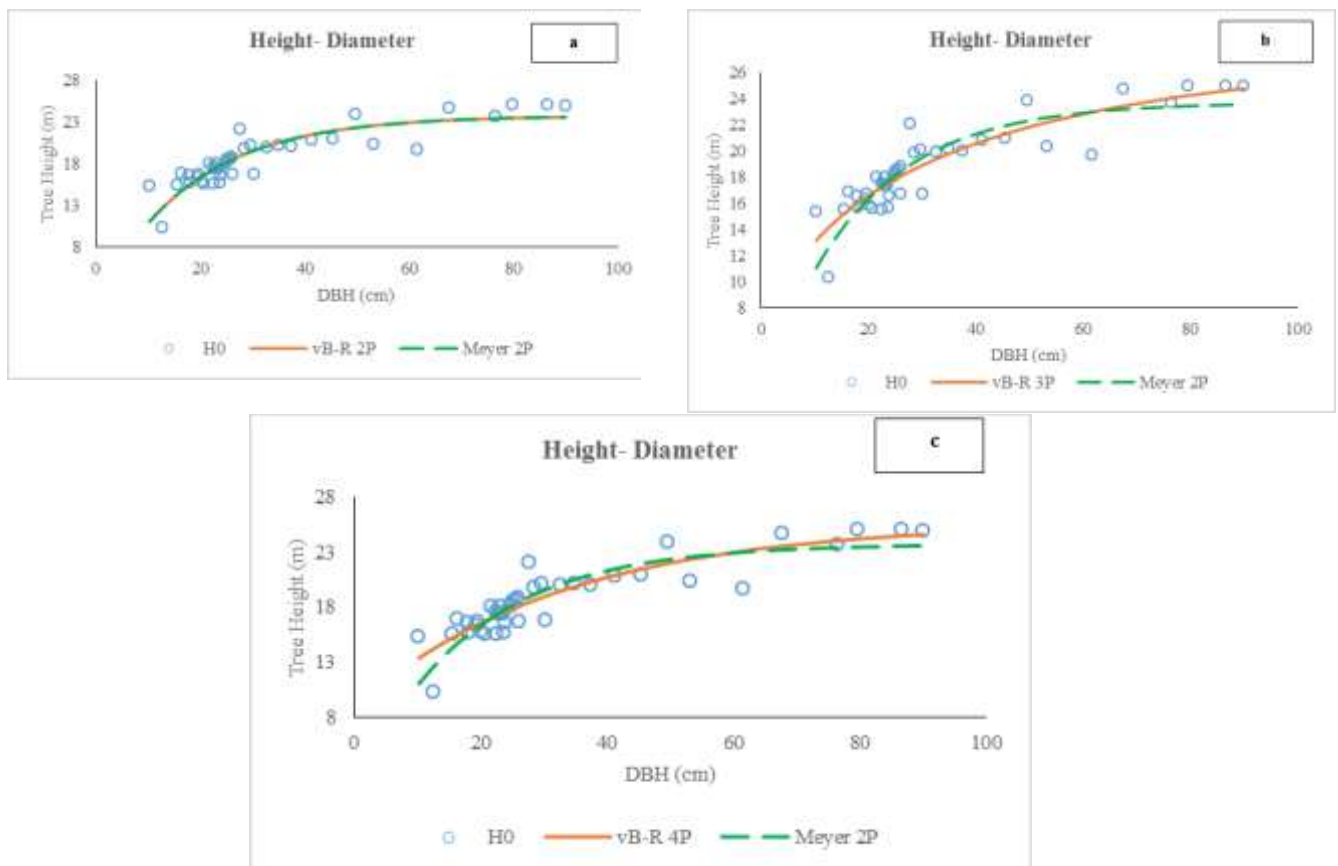 Height- Diameter
a
Tree Height (m)
28
23
18
13
8
0 20 40 60 80 100
DBH (cm)
H0 vB-R 2P Meyer 2P
Height- Diameter
b
Tree Height (m)
26
24
22
20
18
16
14
12
10
8
0 20 40 60 80 100
DBH (cm)
H0 vB-R 3P Meyer 2P
Height- Diameter
c
Tree Height (m)
28
23
18
13
8
0 20 40 60 80 100
DBH (cm)
H0 vB-R 4P Meyer 2P